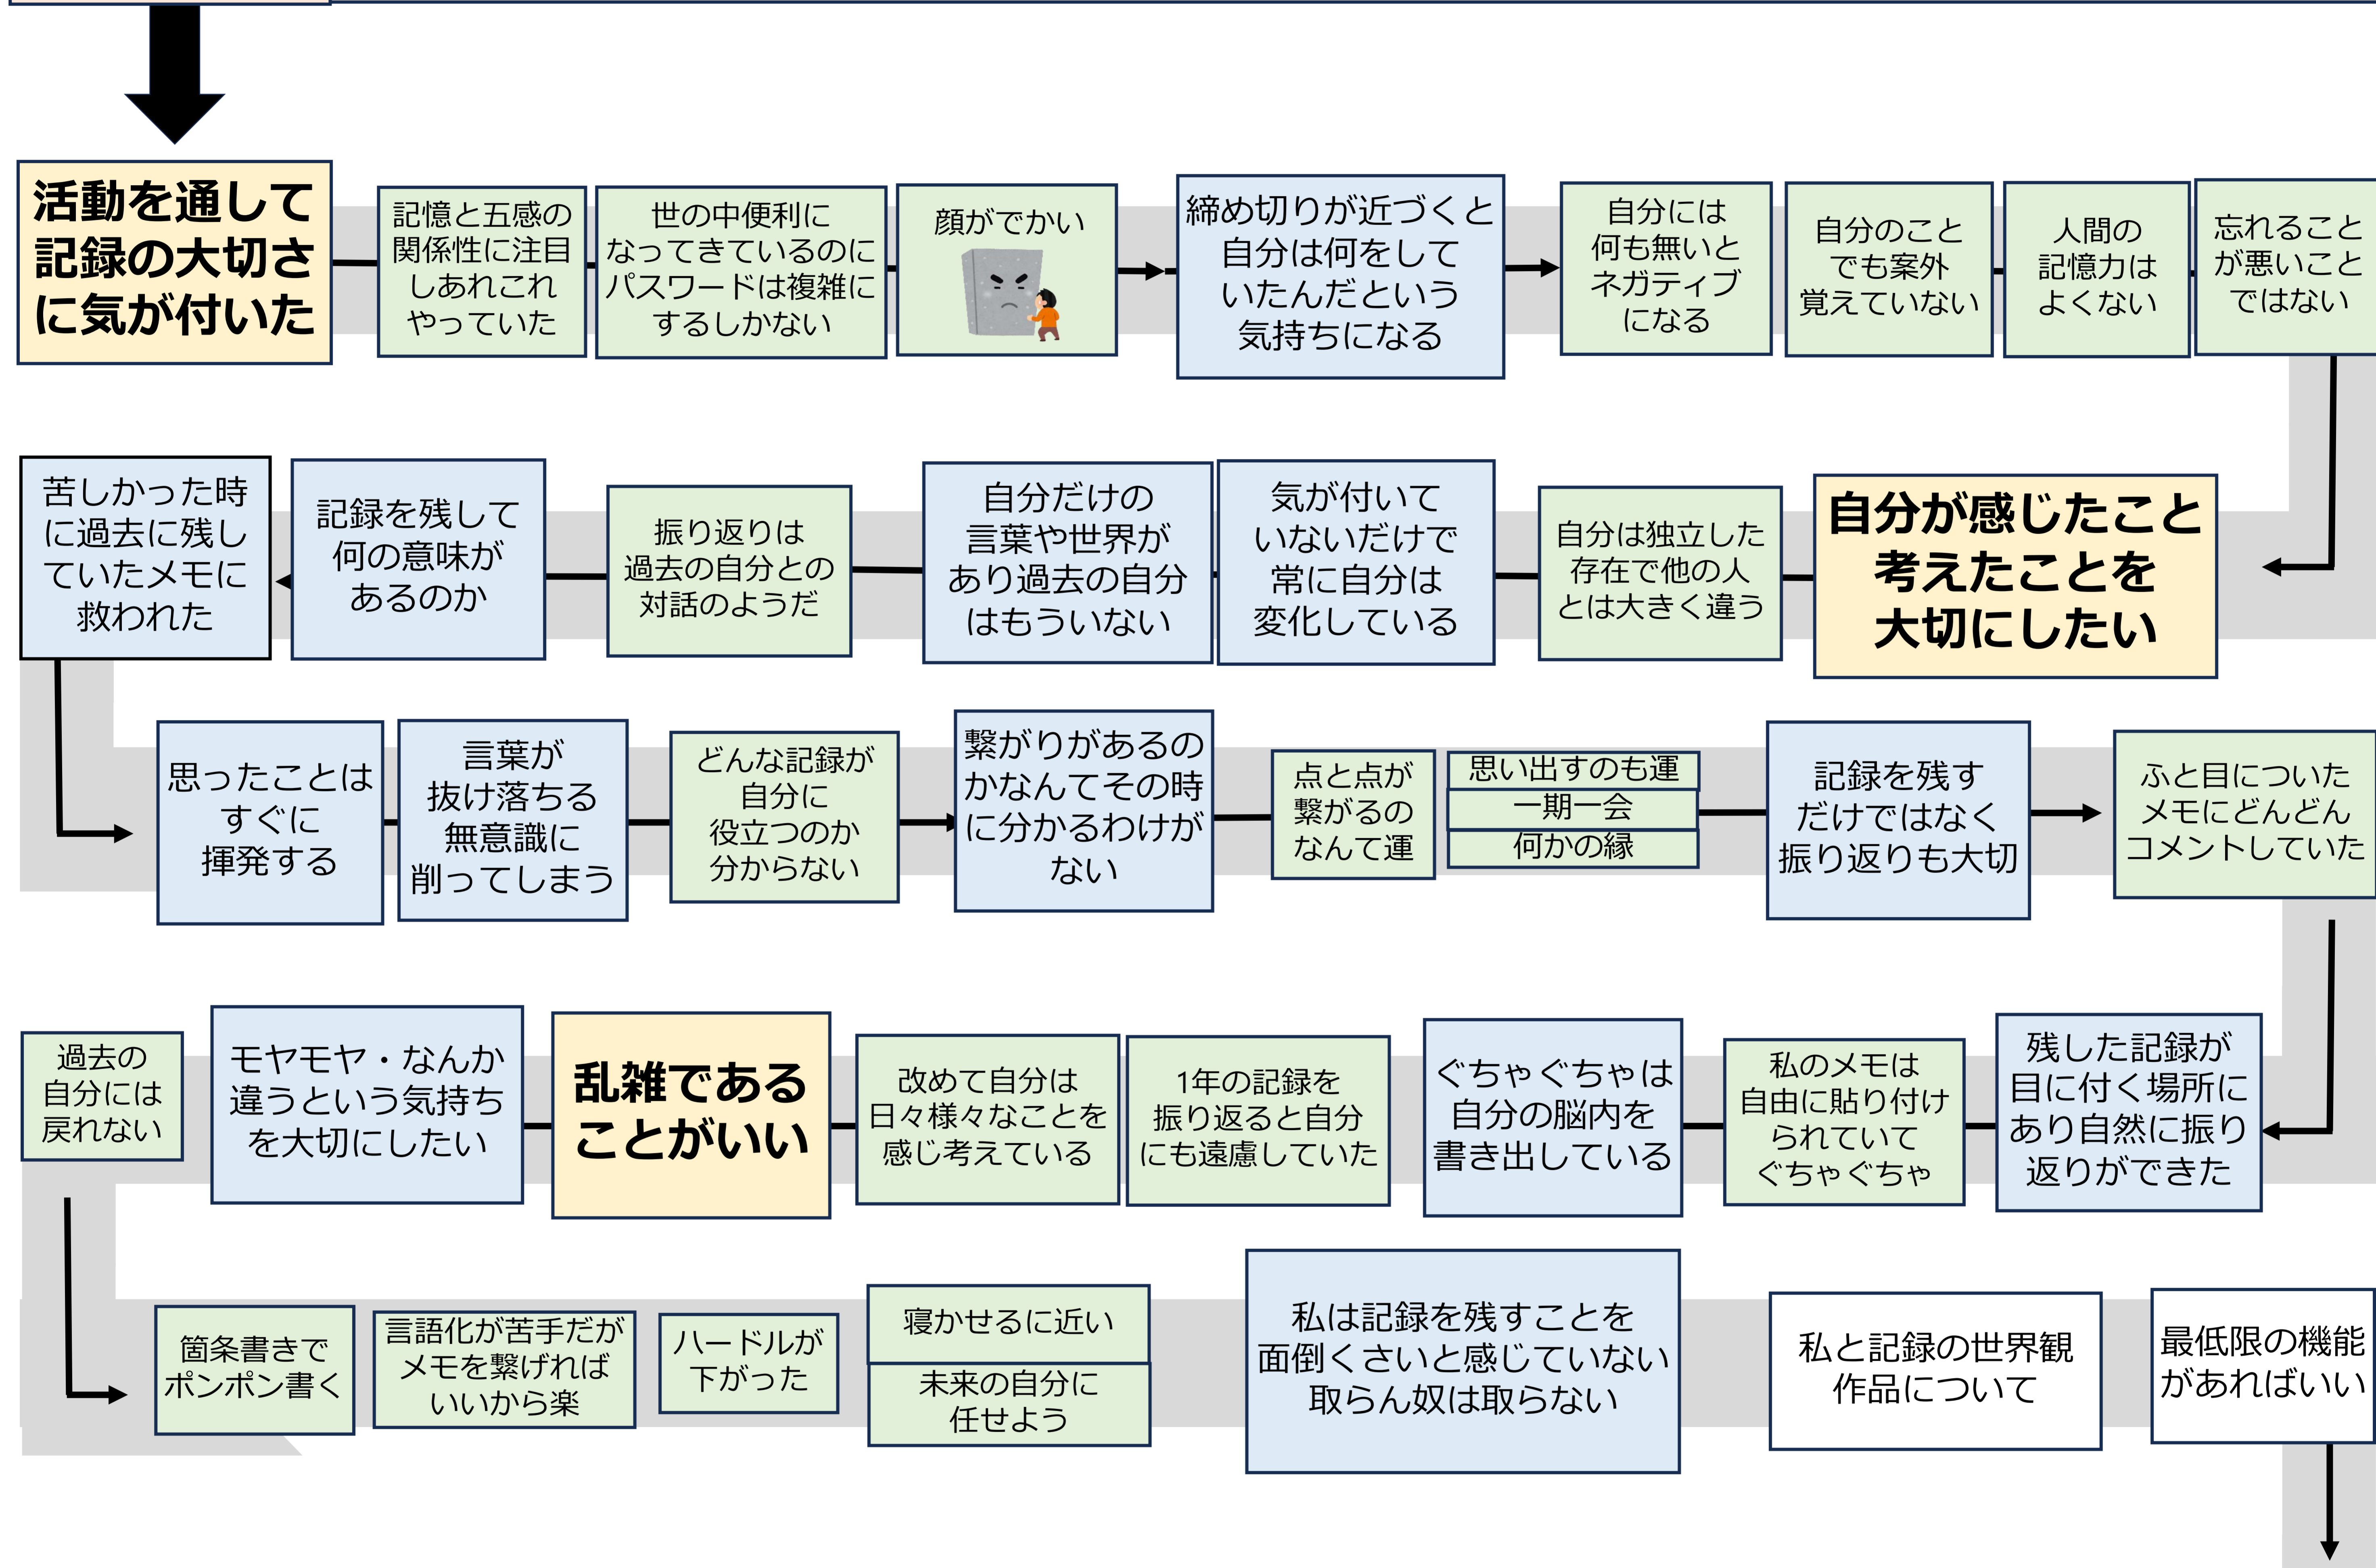 活動を通して
記録の大切さ
に気が付いた
記憶と五感の
関係性に注目
しあれこれ
やっていた
世の中便利に
なってきているのに
パスワードは複雑に
するしかない
顔がでかい
締め切りが近づくと
自分は何をして
いたんだという
気持ちになる
自分には
何も無いと
ネガティブ
になる
自分のこと
でも案外
覚えていない
人間の
記憶力は
よくない
忘れること
が悪いこと
ではない
自分が感じたこと
考えたことを
大切にしたい
自分は独立した
存在で他の人
とは大きく違う
気が付いて
いないだけで
常に自分は
変化している
自分だけの
言葉や世界が
あり過去の自分
はもういない
振り返りは
過去の自分との
対話のようだ
記録を残して
何の意味が
あるのか
苦しかった時
に過去に残し
ていたメモに
救われた
思ったことは
すぐに
揮発する
言葉が
抜け落ちる
無意識に
削ってしまう
どんな記録が
自分に
役立つのか
分からない
繋がりがあるの
かなんてその時
に分かるわけが
ない
点と点が
繋がるの
なんて運
思い出すのも運
一期一会
何かの縁
記録を残す
だけではなく
振り返りも大切
ふと目についた
メモにどんどん
コメントしていた
残した記録が
目に付く場所に
あり自然に振り
返りができた
私のメモは
自由に貼り付け
られていて
ぐちゃぐちゃ
ぐちゃぐちゃは
自分の脳内を
書き出している
1年の記録を
振り返ると自分
にも遠慮していた
改めて自分は
日々様々なことを
感じ考えている
乱雑である
ことがいい
モヤモヤ・なんか
違うという気持ち
を大切にしたい
過去の
自分には
戻れない
箇条書きで
ポンポン書く
言語化が苦手だが
メモを繋げれば
いいから楽
ハードルが
下がった
寝かせるに近い
未来の自分に
任せよう
私は記録を残すことを
面倒くさいと感じていない
取らん奴は取らない
私と記録の世界観
作品について
最低限の機能
があればいい